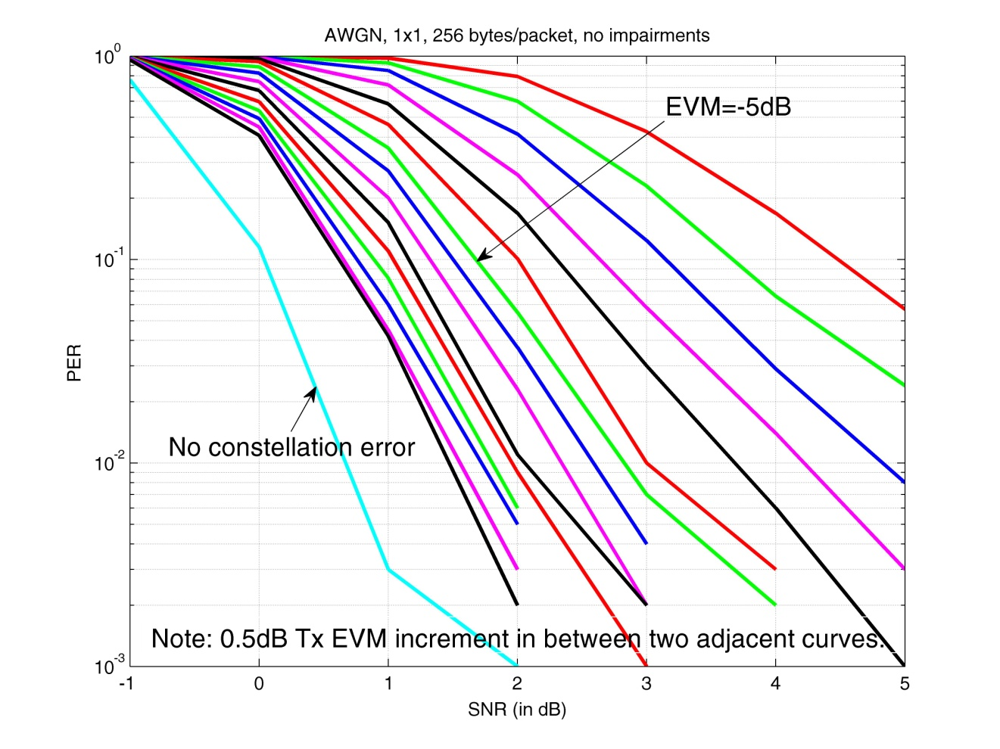 AWGN, 1x1, 256 bytes/packet, no impairments
10^0
EVM=-5dB
10^-1
PER
No constellation error
10^-2
Note: 0.5dB Tx EVM increment in between two adjacent curves.
10^-3
-1 0 1 2 3 4 5
SNR (in dB)